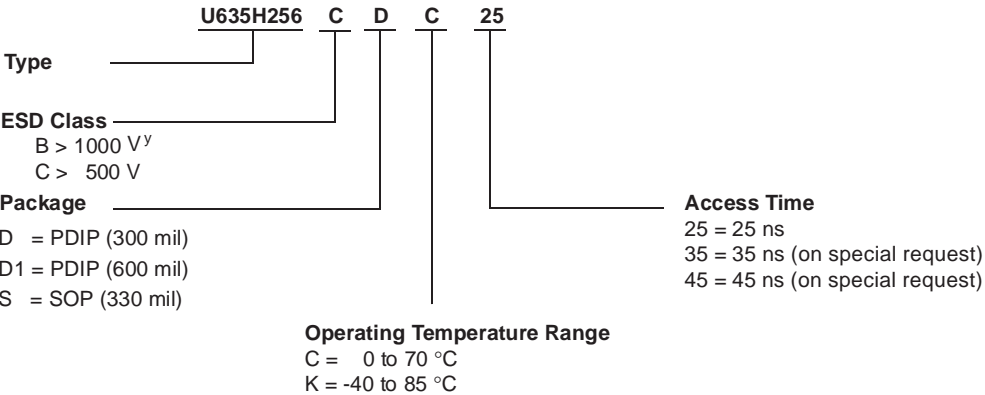 U635H256 C D C 25
Type
ESD Class
B > 1000 V y
C > 500 V
Package
D = PDIP (300 mil)
D1 = PDIP (600 mil)
S = SOP (330 mil)
Access Time
25 = 25 ns
35 = 35 ns (on special request)
45 = 45 ns (on special request)
Operating Temperature Range
C = 0 to 70 °C
K = -40 to 85 °C